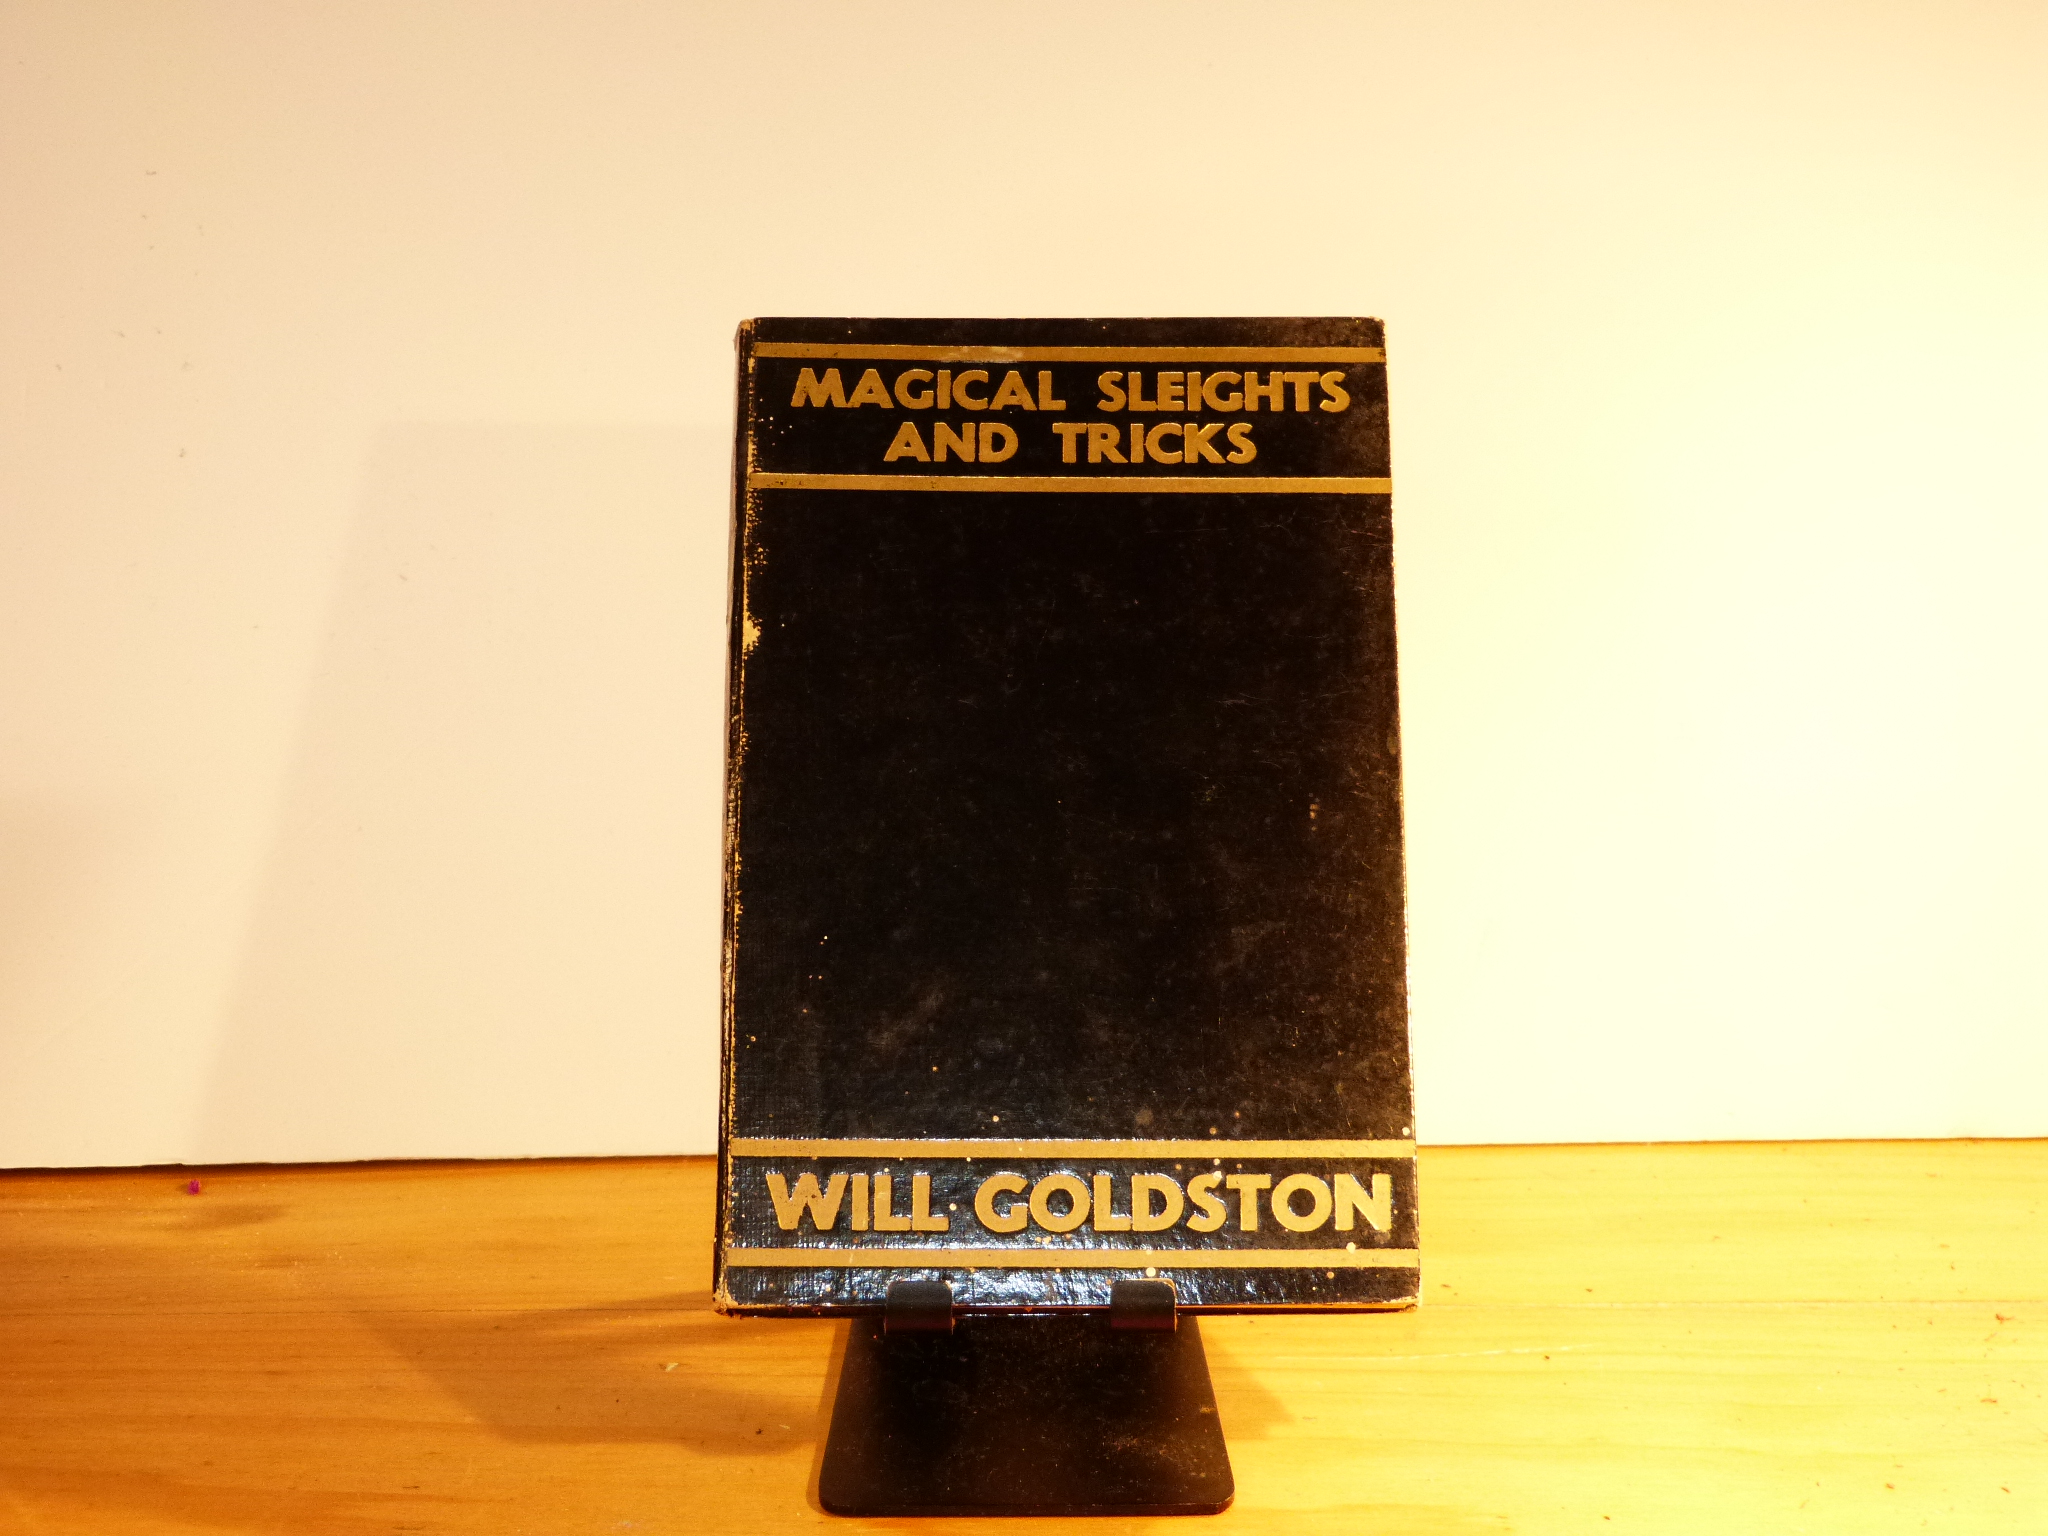 MAGICAL SLEIGHTS
AND TRICKS
WILL GOLDSTON